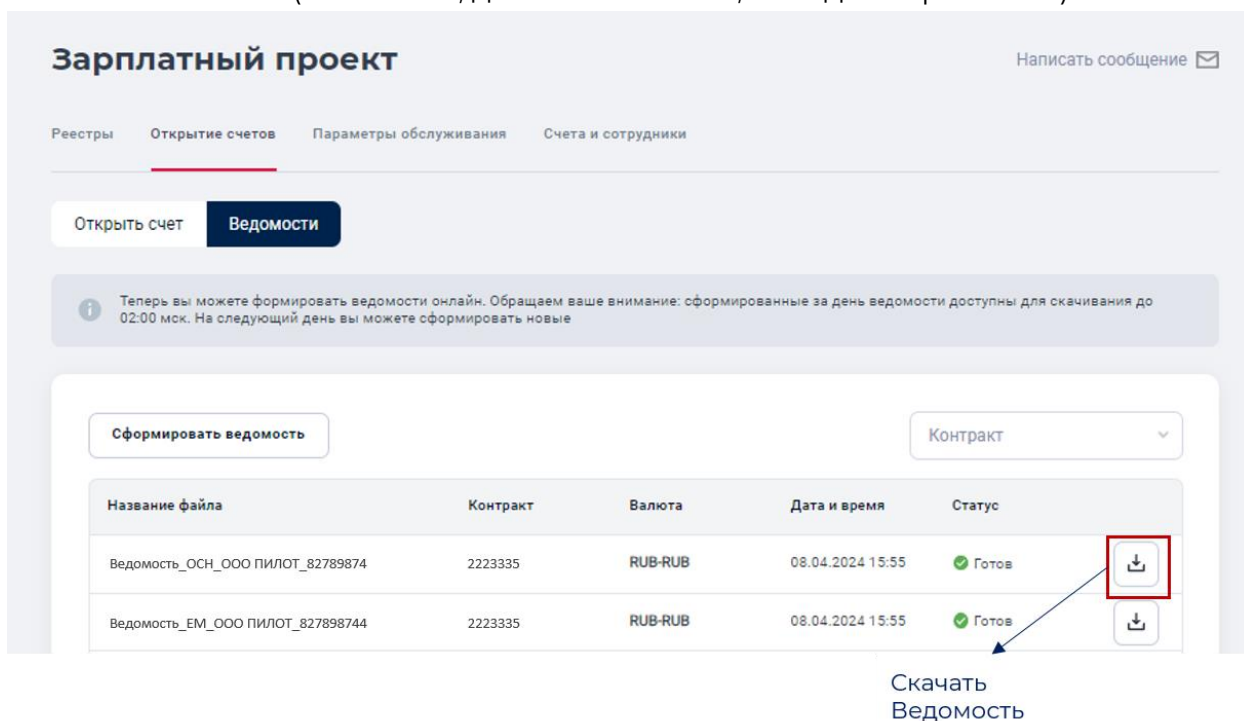 Зарплатный проект
Написать сообщение
Реестры Открытие счетов Параметры обслуживания Счета и сотрудники
Открыть счет Ведомости
Теперь вы можете формировать ведомости онлайн. Обращаем ваше внимание: сформированные за день ведомости доступны для скачивания до
02:00 мск. На следующий день вы можете сформировать новые
Сформировать ведомость
Контракт
Название файла Контракт Валюта Дата и время Статус
Ведомость_ОСН_ООО ПИЛОТ_82789874 2223335 RUB-RUB 08.04.2024 15:55 Готов
Ведомость_ЕМ_ООО ПИЛОТ_827898744 2223335 RUB-RUB 08.04.2024 15:55 Готов
Скачать
Ведомость